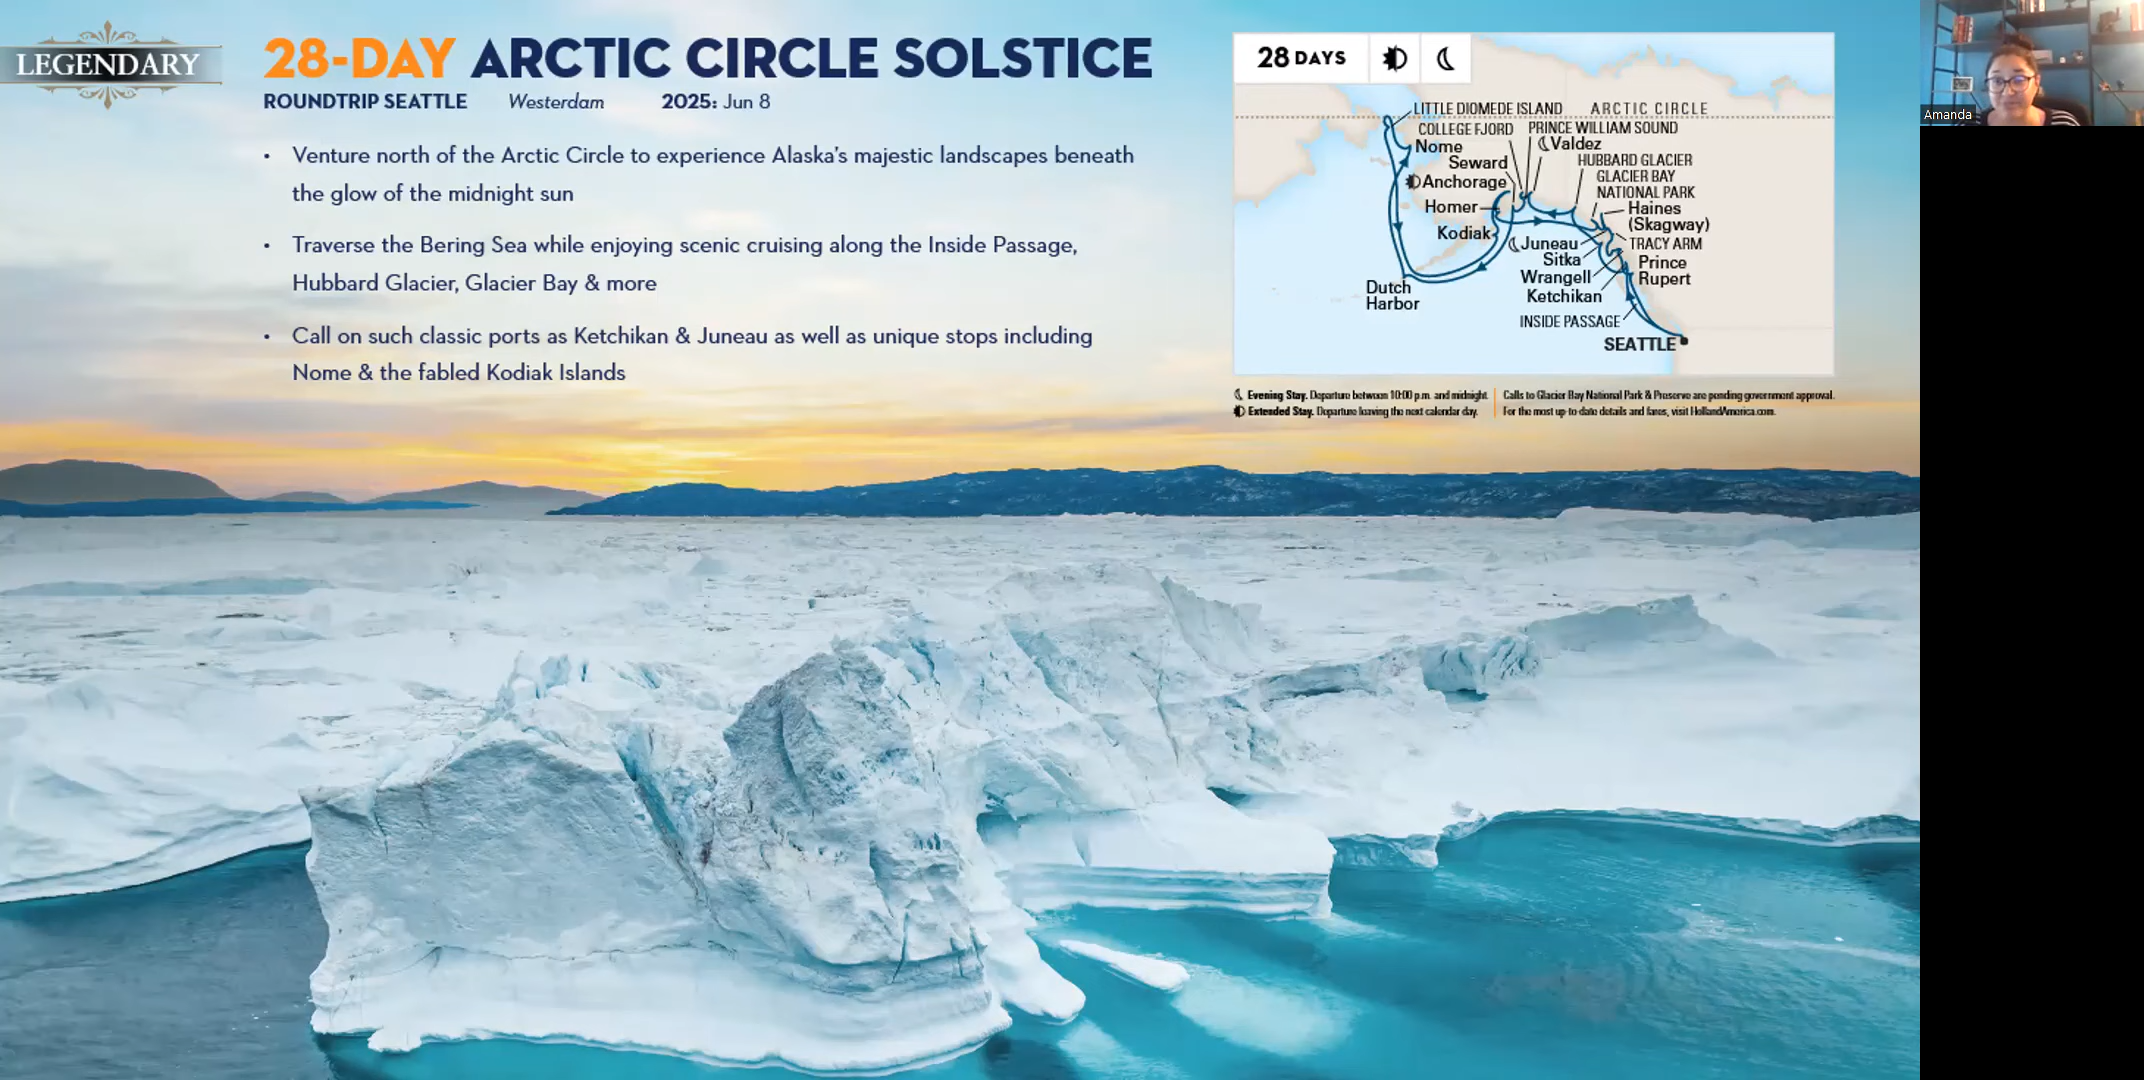 LEGENDARY
28-DAY ARCTIC CIRCLE SOLSTICE
ROUNDTRIP SEATTLE Westerdam 2025: Jun 8
• Venture north of the Arctic Circle to experience Alaska's majestic landscapes beneath
the glow of the midnight sun
• Traverse the Bering Sea while enjoying scenic cruising along the Inside Passage,
Hubbard Glacier, Glacier Bay & more
• Call on such classic ports as Ketchikan & Juneau as well as unique stops including
Nome & the fabled Kodiak Islands
28 DAYS
LITTLE DIOMEDE ISLAND
ARCTIC CIRCLE
COLLEGE FJORD
PRINCE WILLIAM SOUND
Nome
Valdez
Seward
HUBBARD GLACIER
Anchorage
GLACIER BAY
NATIONAL PARK
Homer
Haines
(Skagway)
Kodiak
Juneau
TRACY ARM
Sitka
Prince
Rupert
Wrangell
Dutch
Harbor
Ketchikan
INSIDE PASSAGE
SEATTLE
Evening Stay. Departure between 10:00 p.m. and midnight.
Extended Stay. Departure leaving the next calendar day.
Calls to Glacier Bay National Park & Preserve are pending government approval.
For the most up-to-date details and fares, visit HollandAmerica.com.
Amanda